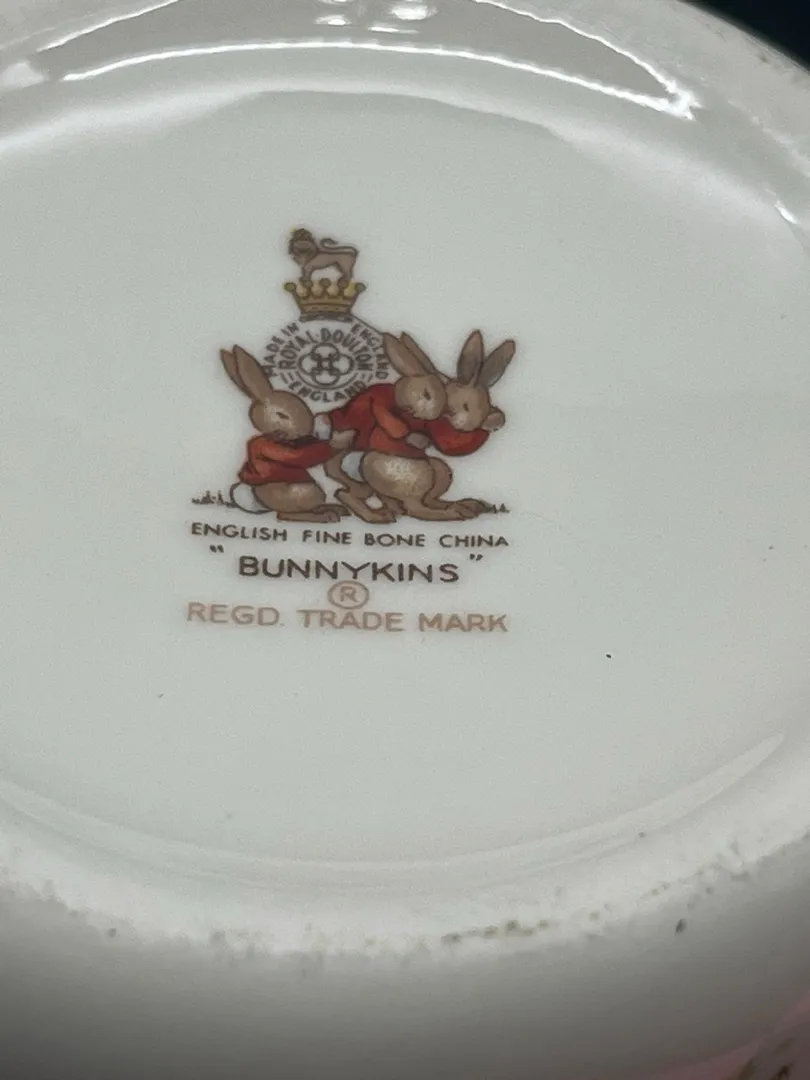 MADE IN ENGLAND
ROYAL·DOULTON
ENGLAND
ENGLISH FINE BONE CHINA
"BUNNYKINS"
®
REGD. TRADE MARK